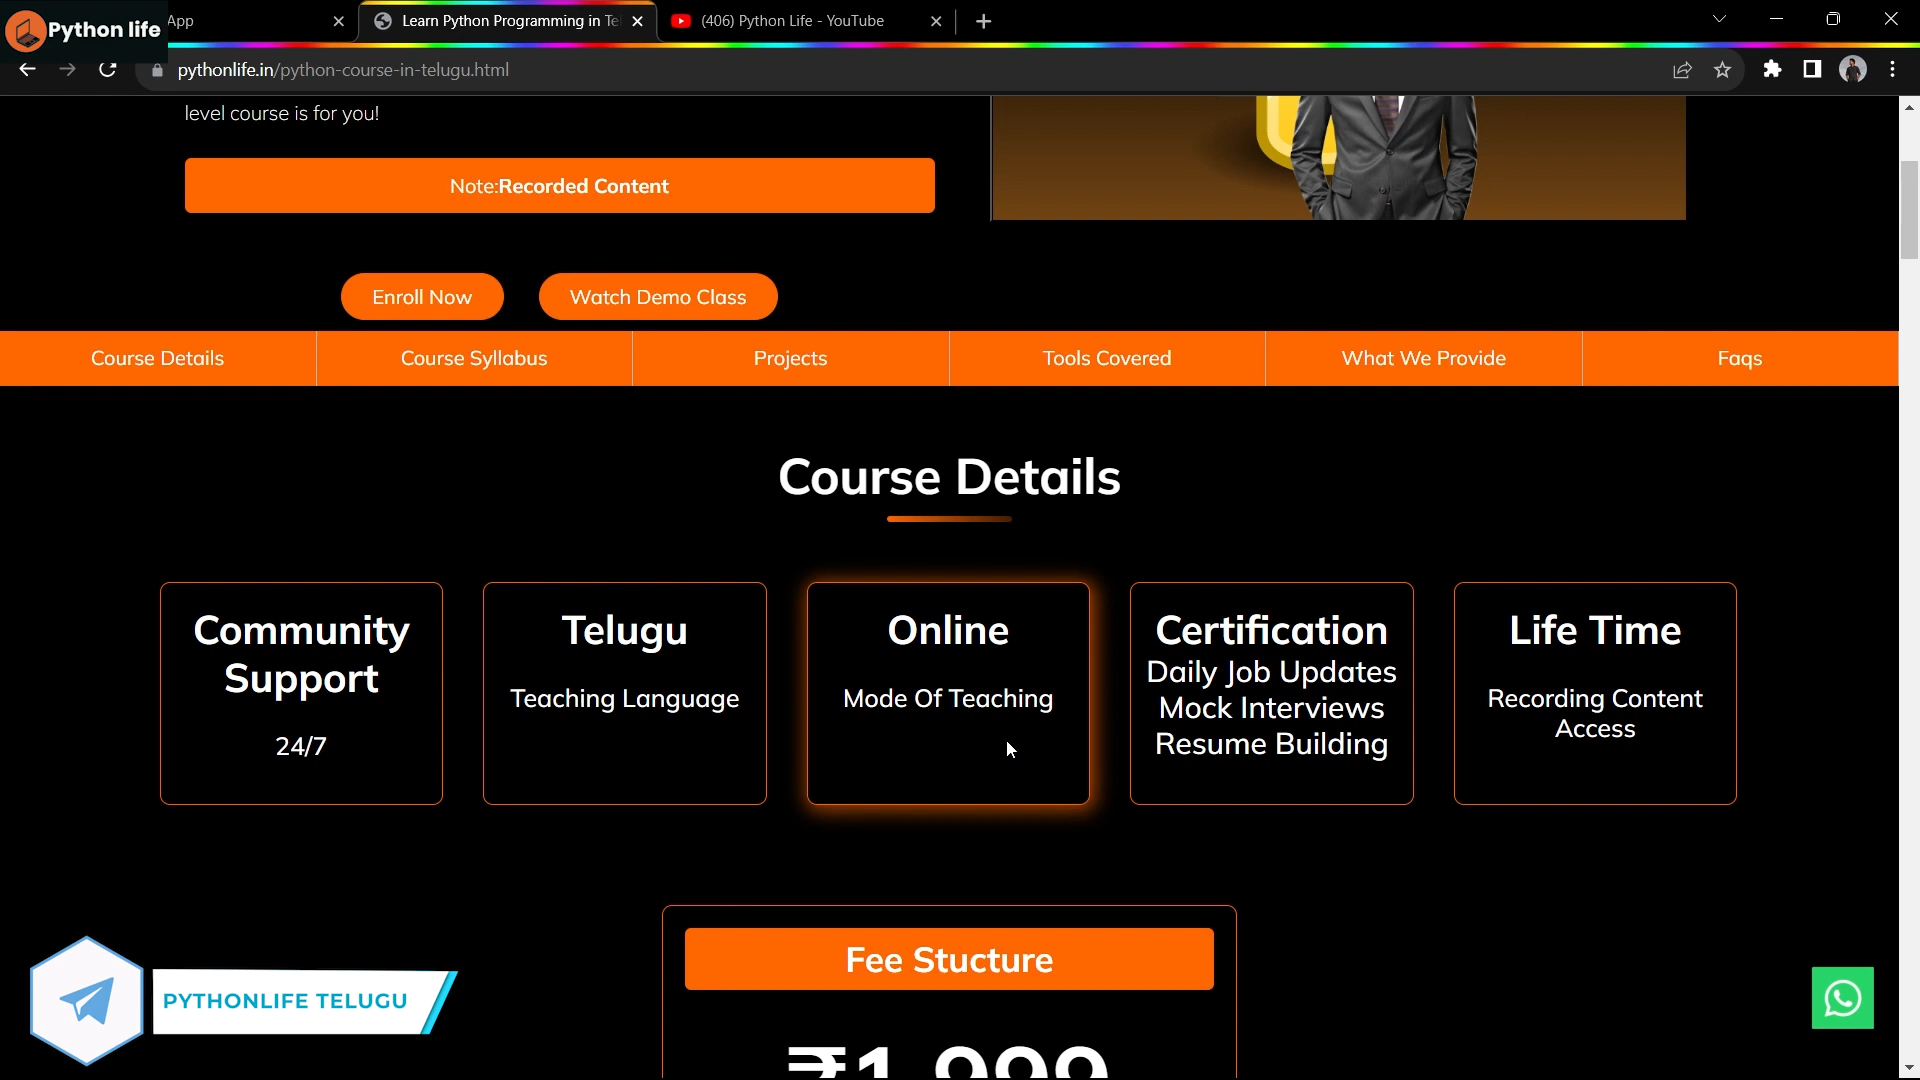 Python life
App
Learn Python Programming in Te
(406) Python Life - YouTube
pythonlife.in/python-course-in-telugu.html
level course is for you!
Note:Recorded Content
Enroll Now
Watch Demo Class
Course Details
Course Syllabus
Projects
Tools Covered
What We Provide
Faqs
Course Details
Community
Support
24/7
Telugu
Teaching Language
Online
Mode Of Teaching
Certification
Daily Job Updates
Mock Interviews
Resume Building
Life Time
Recording Content
Access
Fee Stucture
₹1,999
PYTHONLIFE TELUGU